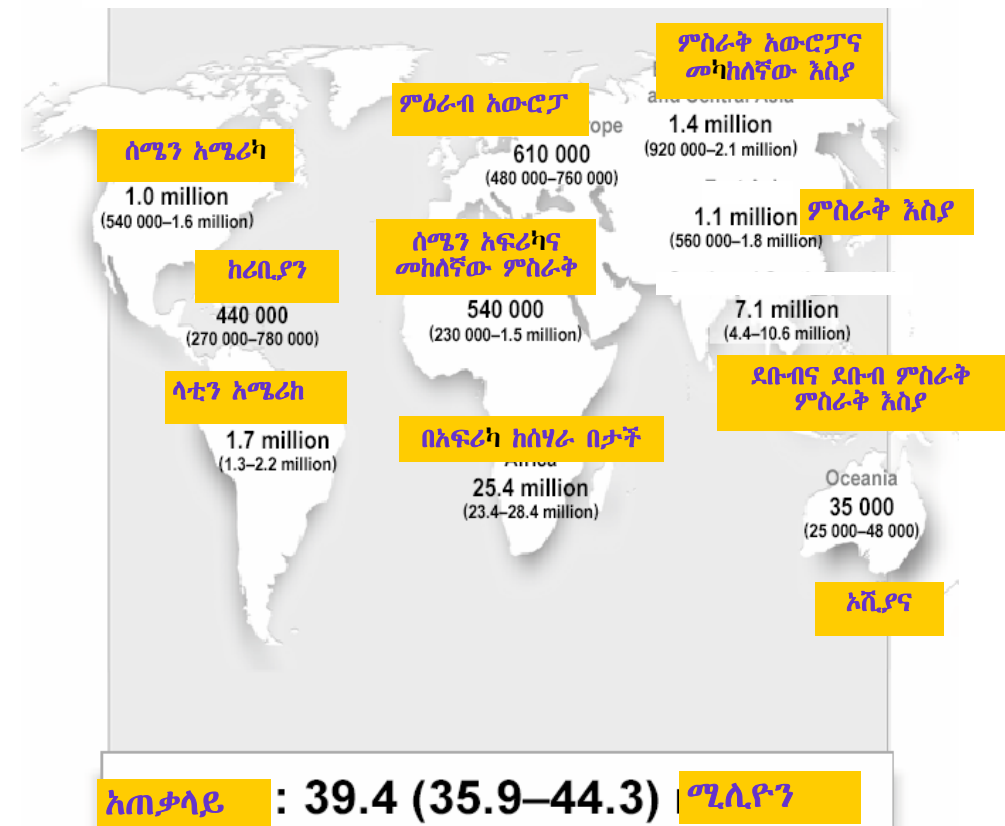 ምስራቅ አውሮፓና
መካከለኛው እስያ
and Central Asia
1.4 million
(920 000–2.1 million)
ምዕራብ አውሮፓ
610 000
(480 000–760 000)
ሰሜን አሜሪካ
1.0 million
(540 000–1.6 million)
ምስራቅ እስያ
1.1 million
(560 000–1.8 million)
ሰሜን አፍሪካና
መከለኛው ምስራቅ
540 000
(230 000–1.5 million)
ከሪቢያን
440 000
(270 000–780 000)
7.1 million
(4.4–10.6 million)
ደቡብና ደቡብ ምስራቅ
ምስራቅ እስያ
ላቲን አሜሪከ
1.7 million
(1.3–2.2 million)
በአፍሪካ ከሰሃራ በታች
Africa
25.4 million
(23.4–28.4 million)
Oceania
35 000
(25 000–48 000)
ኦሺያና
አጠቃላይ : 39.4 (35.9–44.3) ሚሊዮን